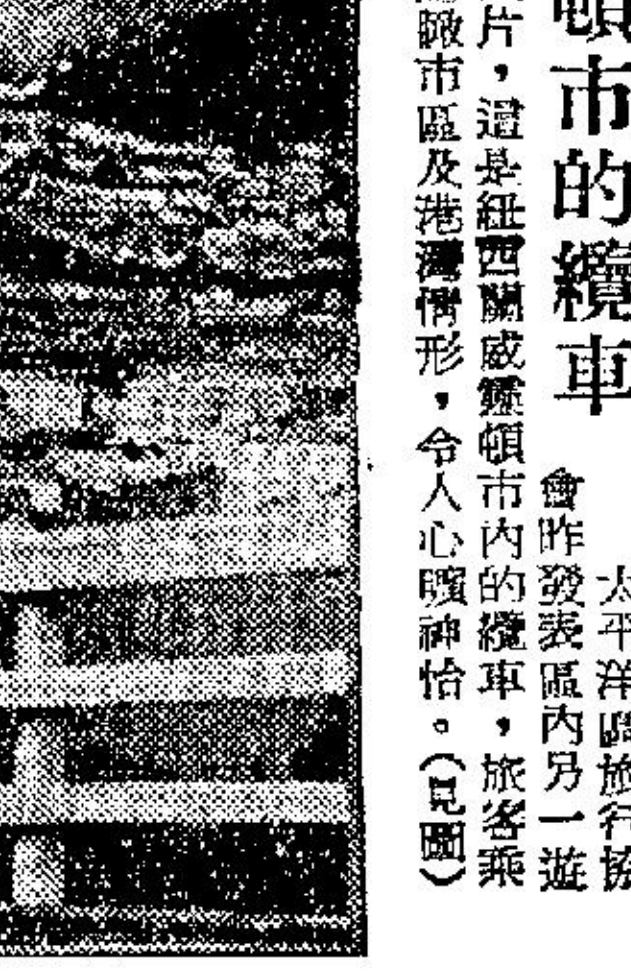 頓市的纜車
太平洋區旅行協
會昨發表區內另一遊
片,這是紐西蘭威靈頓市內的纜車,旅客乘
瞰市區及港灣情形,令人心曠神怡。(見圖)